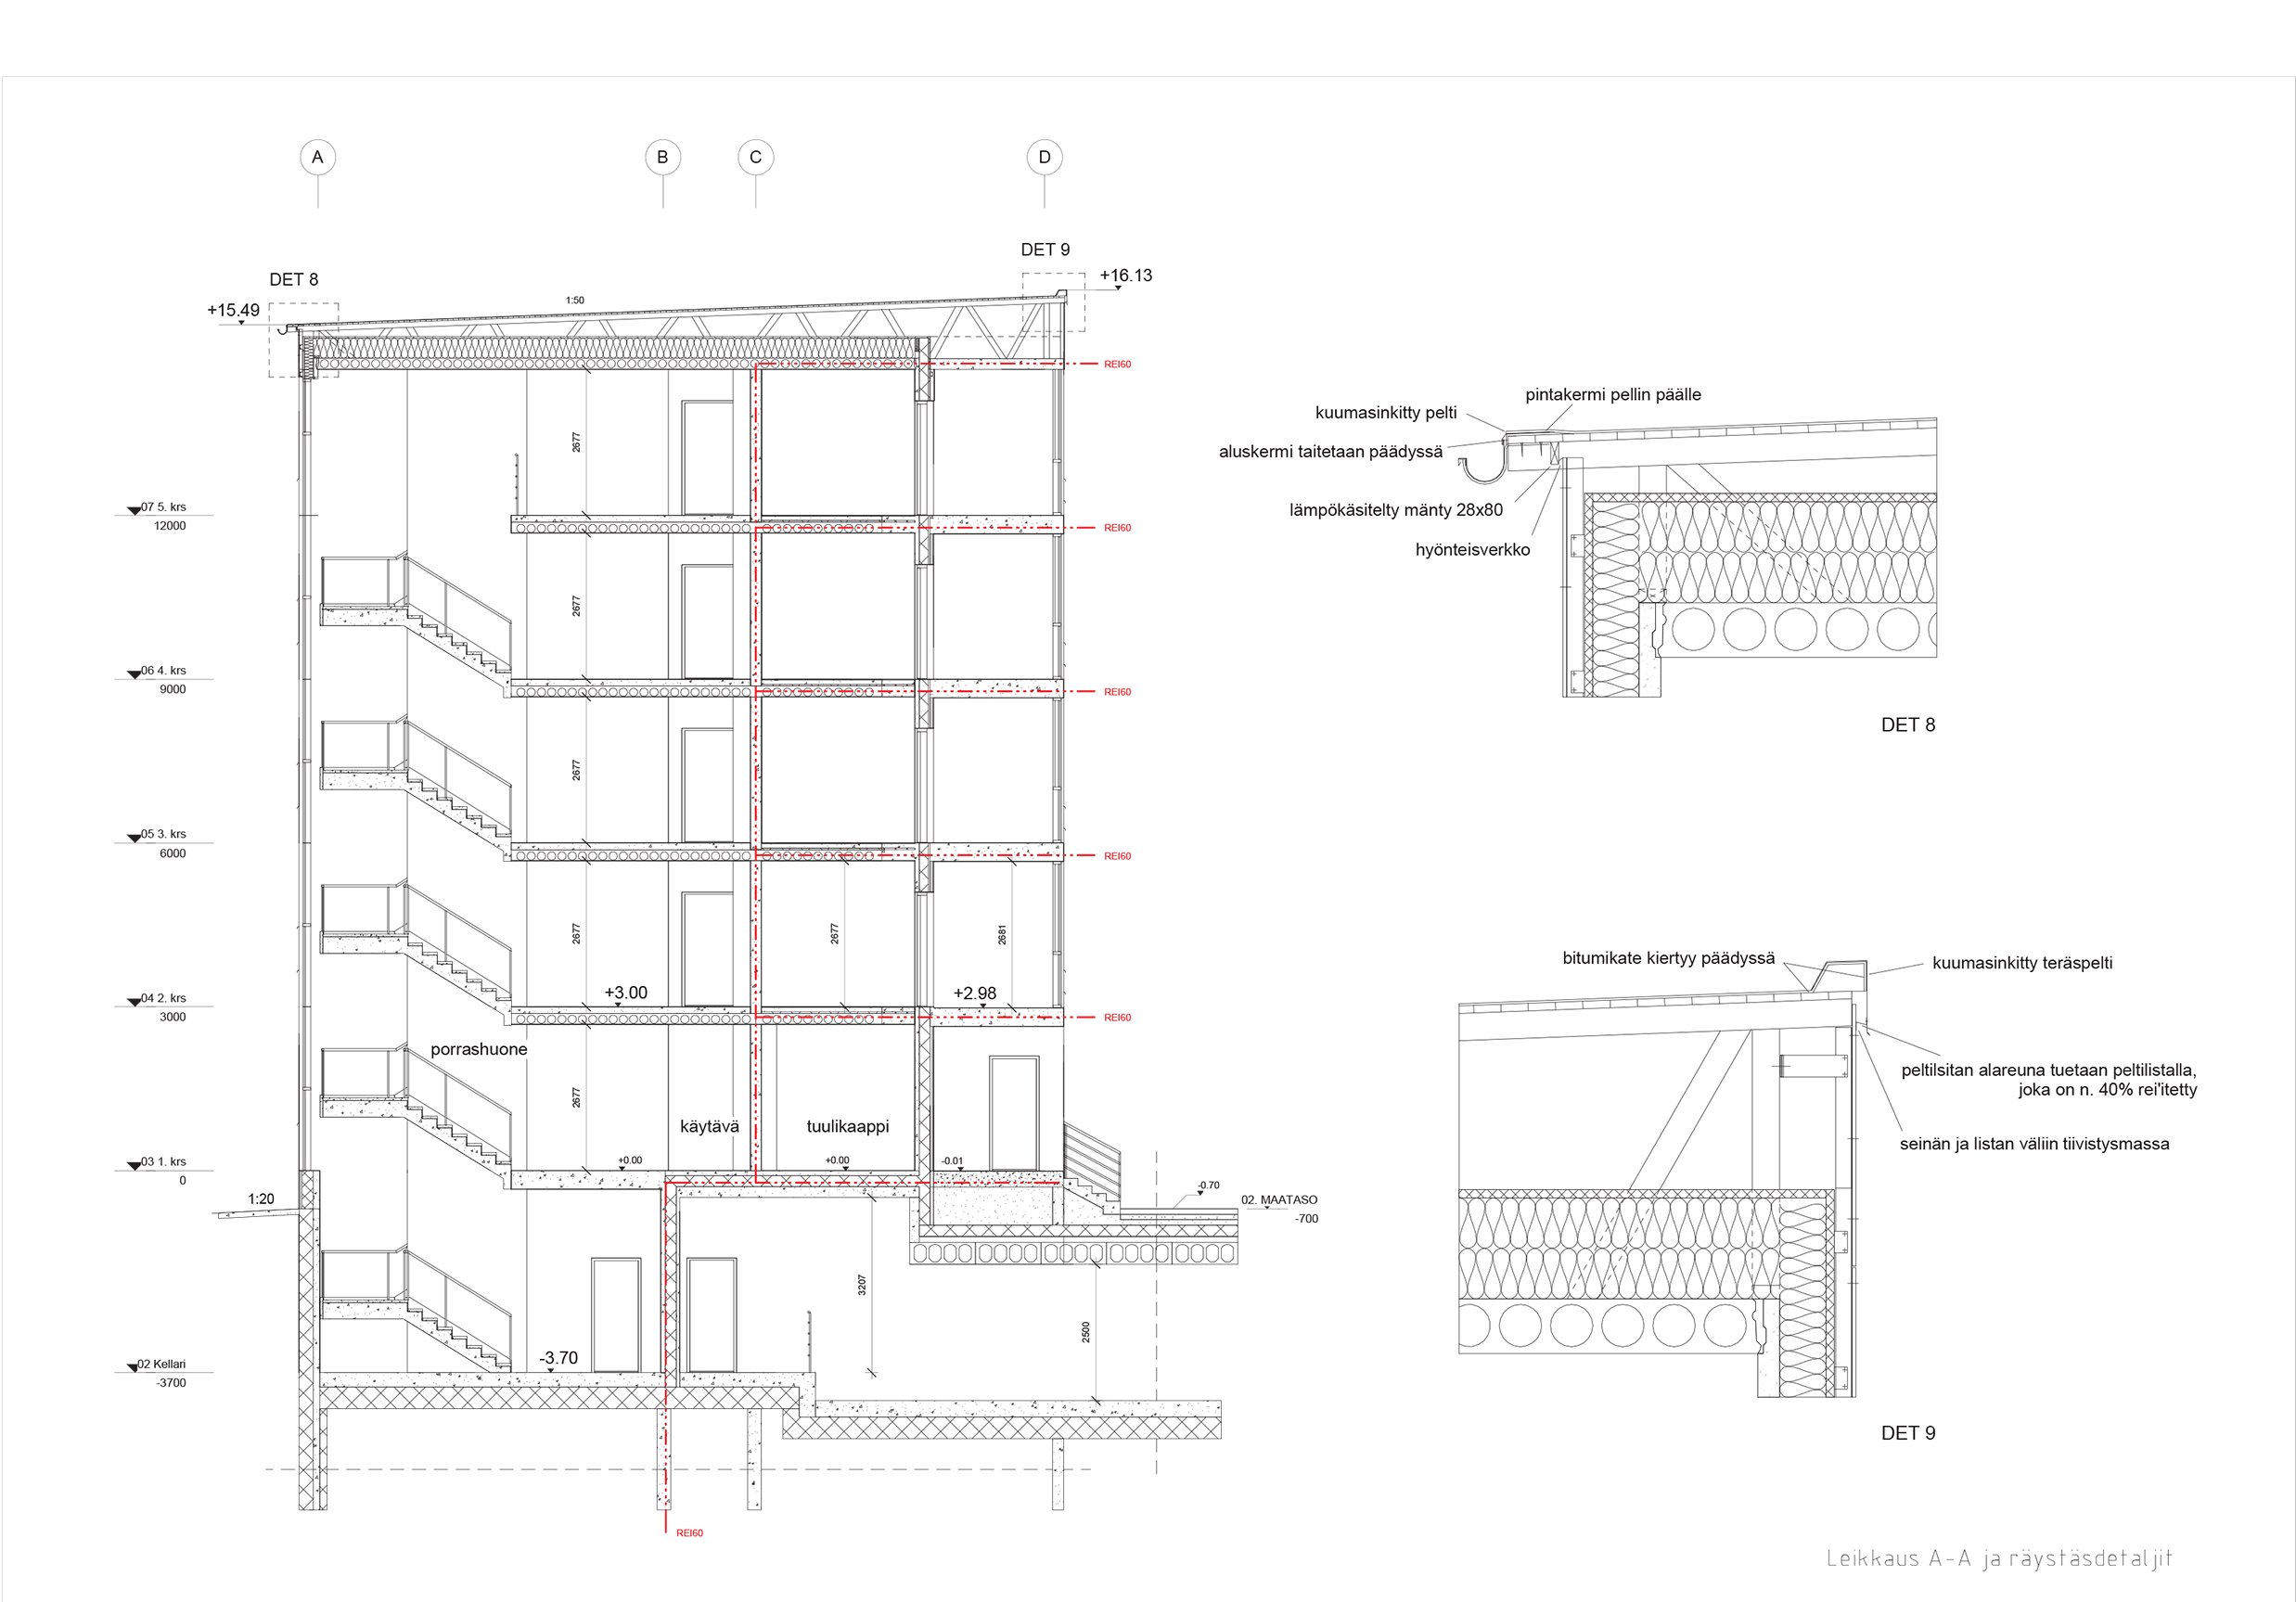 A
B
C
D
DET 9
+16.13
DET 8
+15.49
1:50
REI60
2677
07 5. krs
12000
REI60
2677
06 4. krs
9000
REI60
2677
05 3. krs
6000
REI60
2677
2677
2681
04 2. krs
3000
+3.00
+2.98
REI60
porrashuone
2677
käytävä
tuulikaappi
03 1. krs
0
+0.00
+0.00
-0.01
1:20
-0.70
02. MAATASO
-700
3207
2500
02 Kellari
-3700
-3.70
REI60
pintakermi pellin päälle
kuumasinkitty pelti
aluskermi taitetaan päädyssä
lämpökäsitelty mänty 28x80
hyönteisverkko
DET 8
bitumikate kiertyy päädyssä
kuumasinkitty teräspelti
peltilsitan alareuna tuetaan peltilistalla,
joka on n. 40% rei'itetty
seinän ja listan väliin tiivistysmassa
DET 9
Leikkaus A-A ja räystäsdetaljit